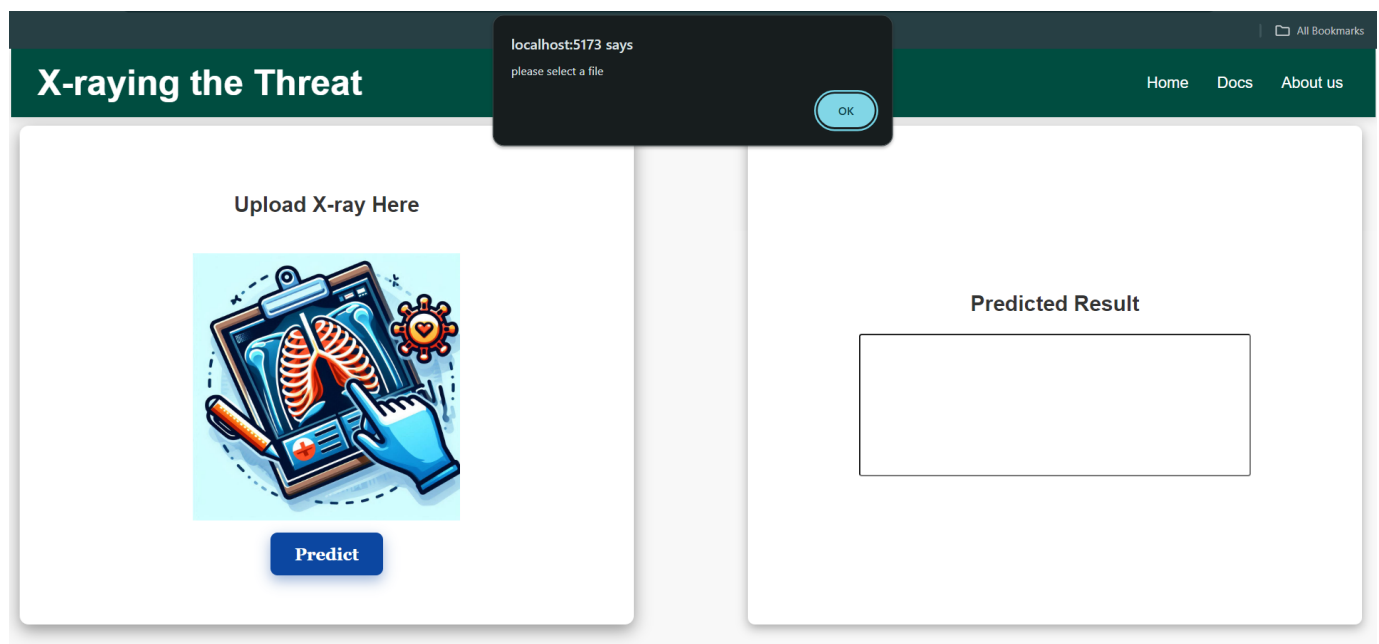 All Bookmarks
localhost:5173 says
please select a file
OK
X-raying the Threat
Home Docs About us
Upload X-ray Here
Predict
Predicted Result